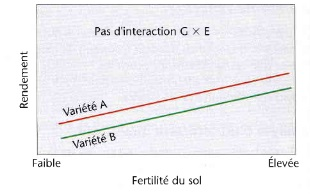 Pas d'interaction G × E
Rendement
Variété A
Variété B
Faible
Élevée
Fertilité du sol